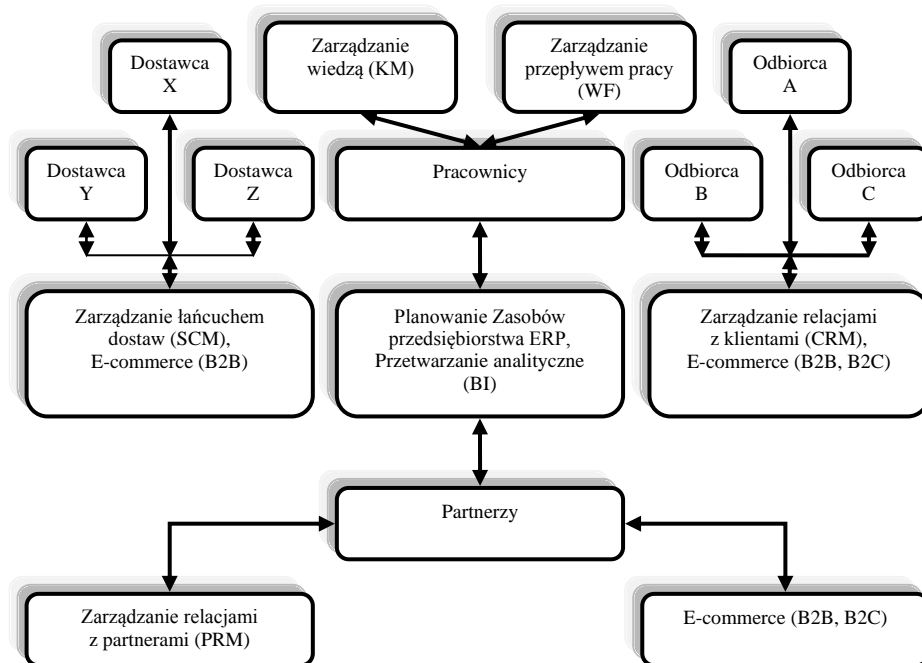 Dostawca
X
Zarządzanie
wiedzą (KM)
Zarządzanie
przepływem pracy
(WF)
Odbiorca
A
Dostawca
Y
Dostawca
Z
Pracownicy
Odbiorca
B
Odbiorca
C
Zarządzanie łańcuchem
dostaw (SCM),
E-commerce (B2B)
Planowanie Zasobów
przedsiębiorstwa ERP,
Przetwarzanie analityczne
(BI)
Zarządzanie relacjami
z klientami (CRM),
E-commerce (B2B, B2C)
Partnerzy
Zarządzanie relacjami
z partnerami (PRM)
E-commerce (B2B, B2C)